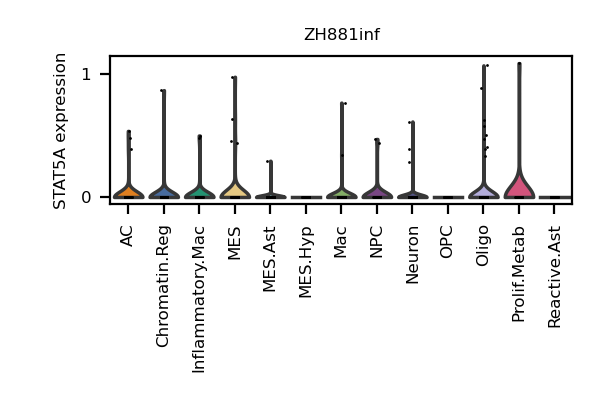 ZH881inf
STAT5A expression
1
0
AC
Chromatin.Reg
Inflammatory.Mac
MES
MES.Ast
MES.Hyp
Mac
NPC
Neuron
OPC
Oligo
Prolif.Metab
Reactive.Ast